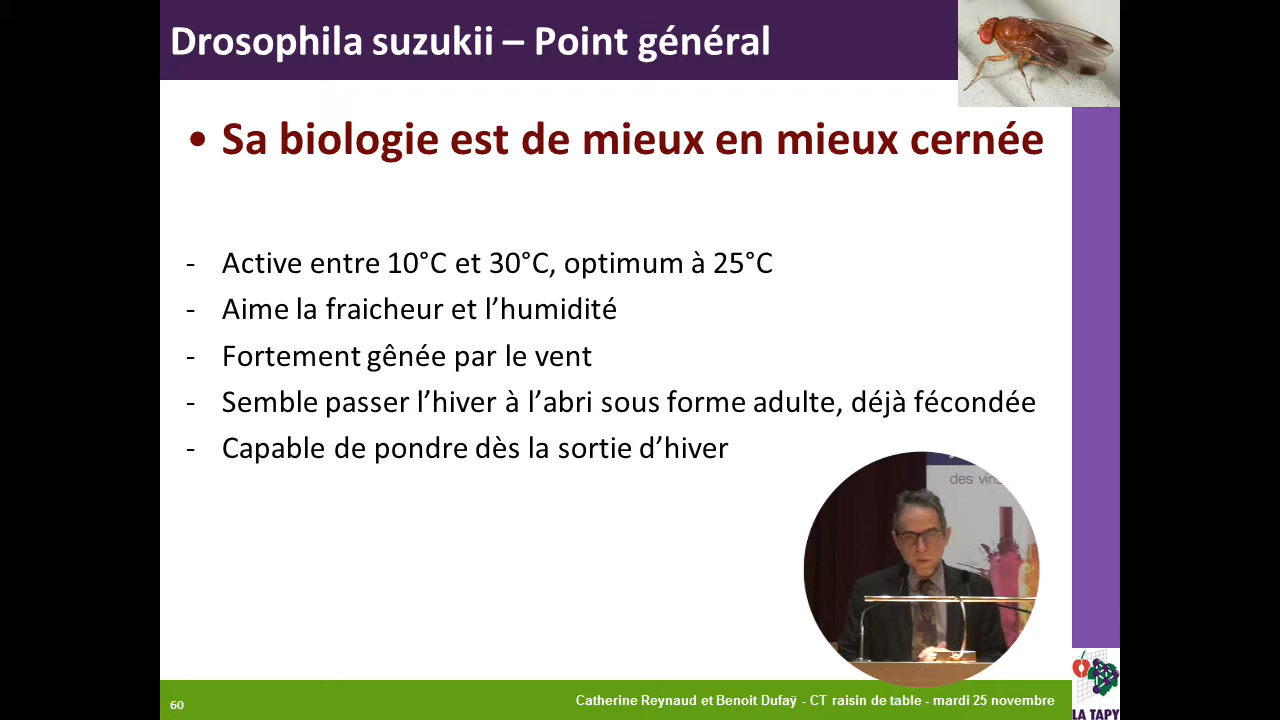 Drosophila suzukii – Point général
• Sa biologie est de mieux en mieux cernée
- Active entre 10°C et 30°C, optimum à 25°C
- Aime la fraicheur et l’humidité
- Fortement gênée par le vent
- Semble passer l’hiver à l’abri sous forme adulte, déjà fécondée
- Capable de pondre dès la sortie d’hiver
des vins
60
Catherine Reynaud et Benoit Dufaÿ - CT raisin de table - mardi 25 novembre
LA TAPY